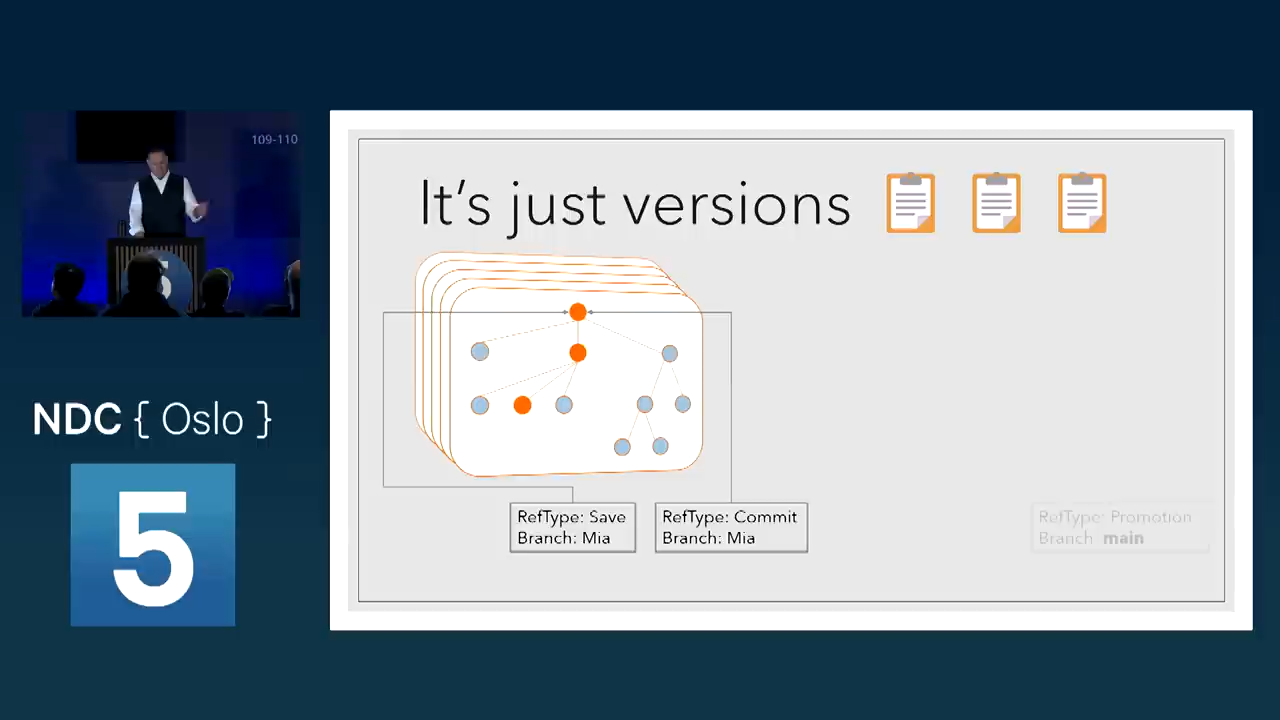 109-110
It's just versions
RefType: Save
Branch: Mia
RefType: Commit
Branch: Mia
RefType: Promotion
Branch: main
NDC { Oslo }
5
5